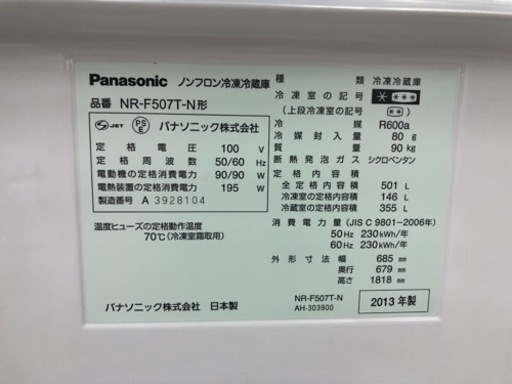 Panasonic ノンフロン冷凍冷蔵庫
品番 NR-F507T-N形
S JET PS E パナソニック株式会社
定格電圧 100 V
定格周波数 50/60 Hz
電動機の定格消費電力 90/90 W
電熱装置の定格消費電力 195 W
製造番号 A 3928104
温度ヒューズの定格動作温度
70℃(冷凍室霜取用)
パナソニック株式会社 日本製
種類 冷凍冷蔵庫
冷凍室の記号 ＊＊＊＊
(上段冷凍室の記号) ＊＊
冷媒 R600a
冷媒封入量 80 g
質量 90 kg
断熱発泡ガス シクロペンタン
定格内容積
全定格内容積 501 L
冷凍室の定格内容積 146 L
冷蔵室の定格内容積 355 L
消費電力量(JIS C 9801-2006年)
50Hz 230kWh/年
60Hz 230kWh/年
外形寸法幅 685 mm
奥行 679 mm
高さ 1818 mm
NR-F507T-N
AH-303900
2013年製